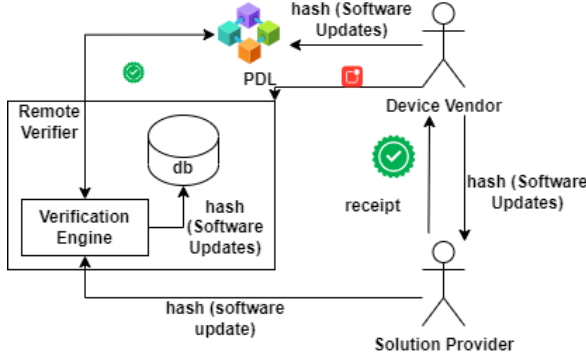 hash (Software
Updates)
PDL
Device Vendor
Remote
Verifier
db
hash (Software
Updates)
receipt
Verification
Engine
hash
(Software
Updates)
hash (software
update)
Solution Provider